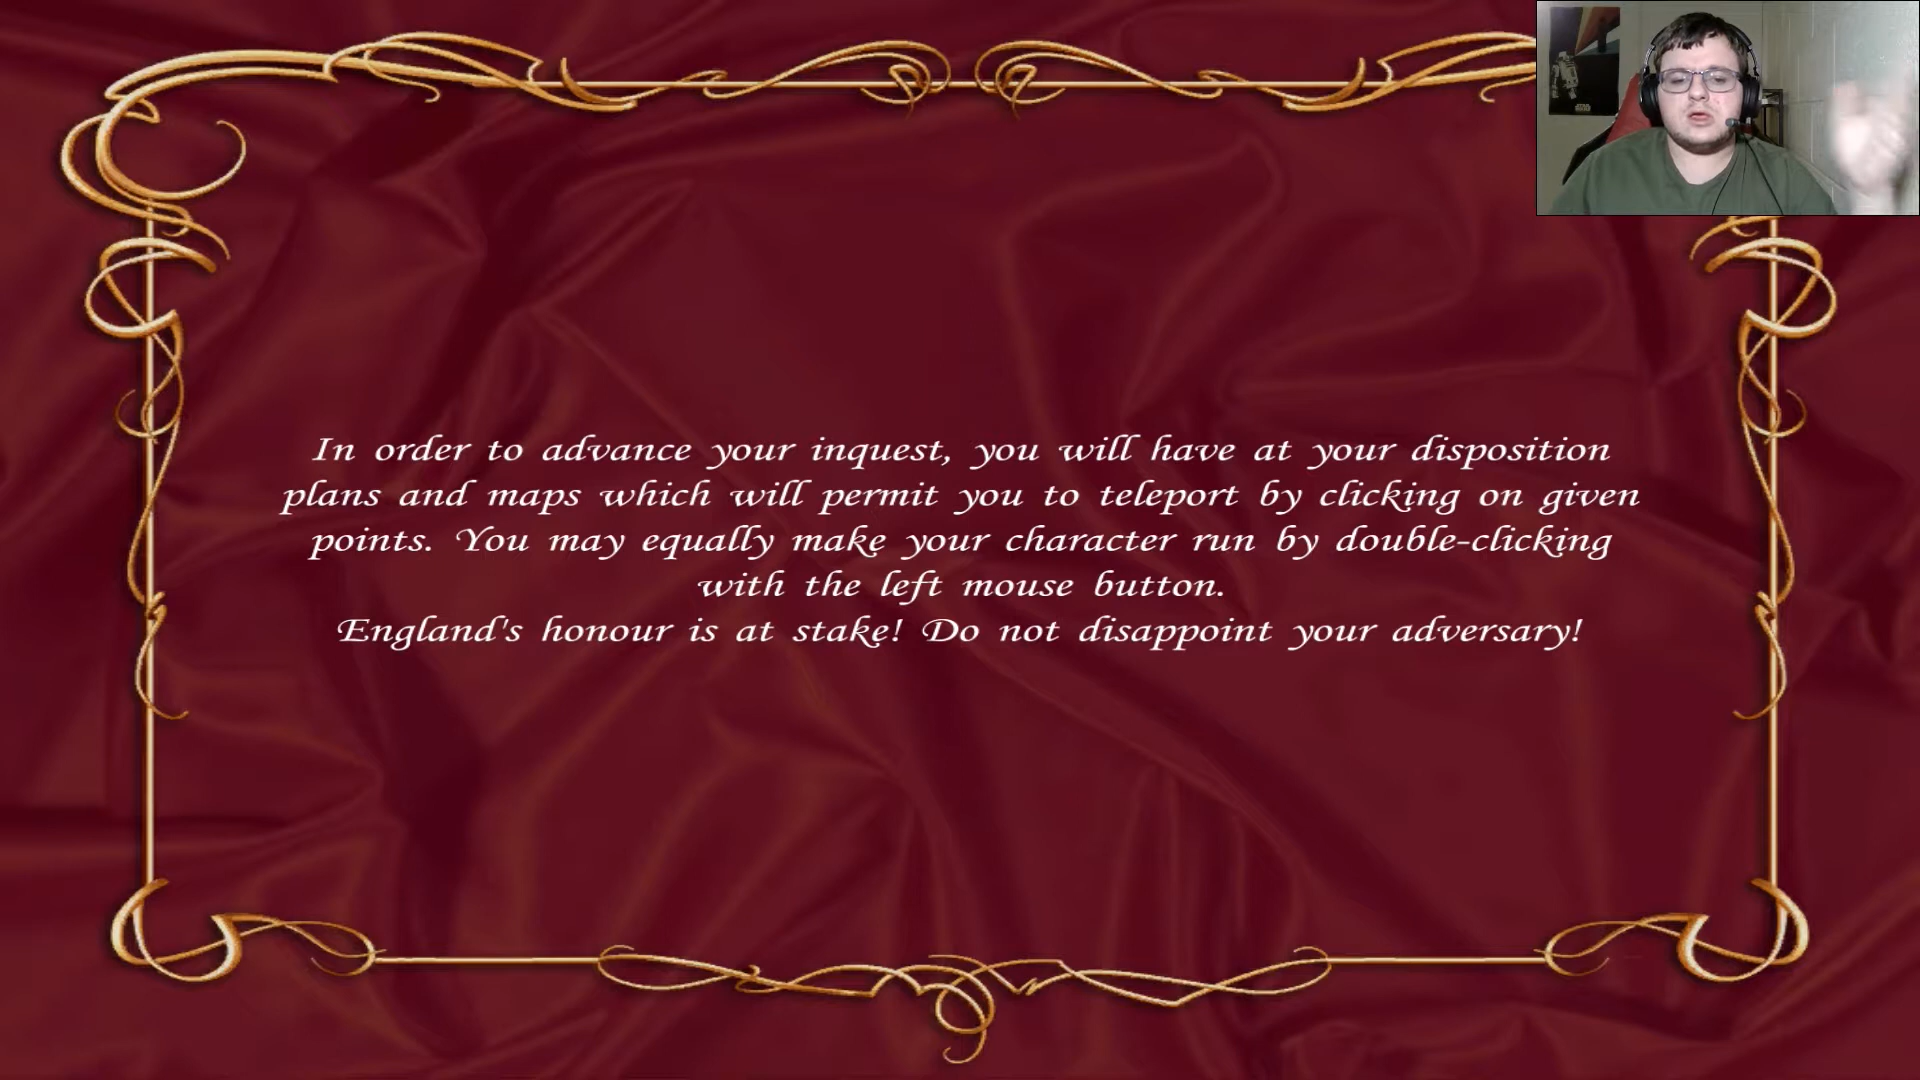 In order to advance your inquest, you will have at your disposition
plans and maps which will permit you to teleport by clicking on given
points. You may equally make your character run by double-clicking
with the left mouse button.
England's honour is at stake! Do not disappoint your adversary!